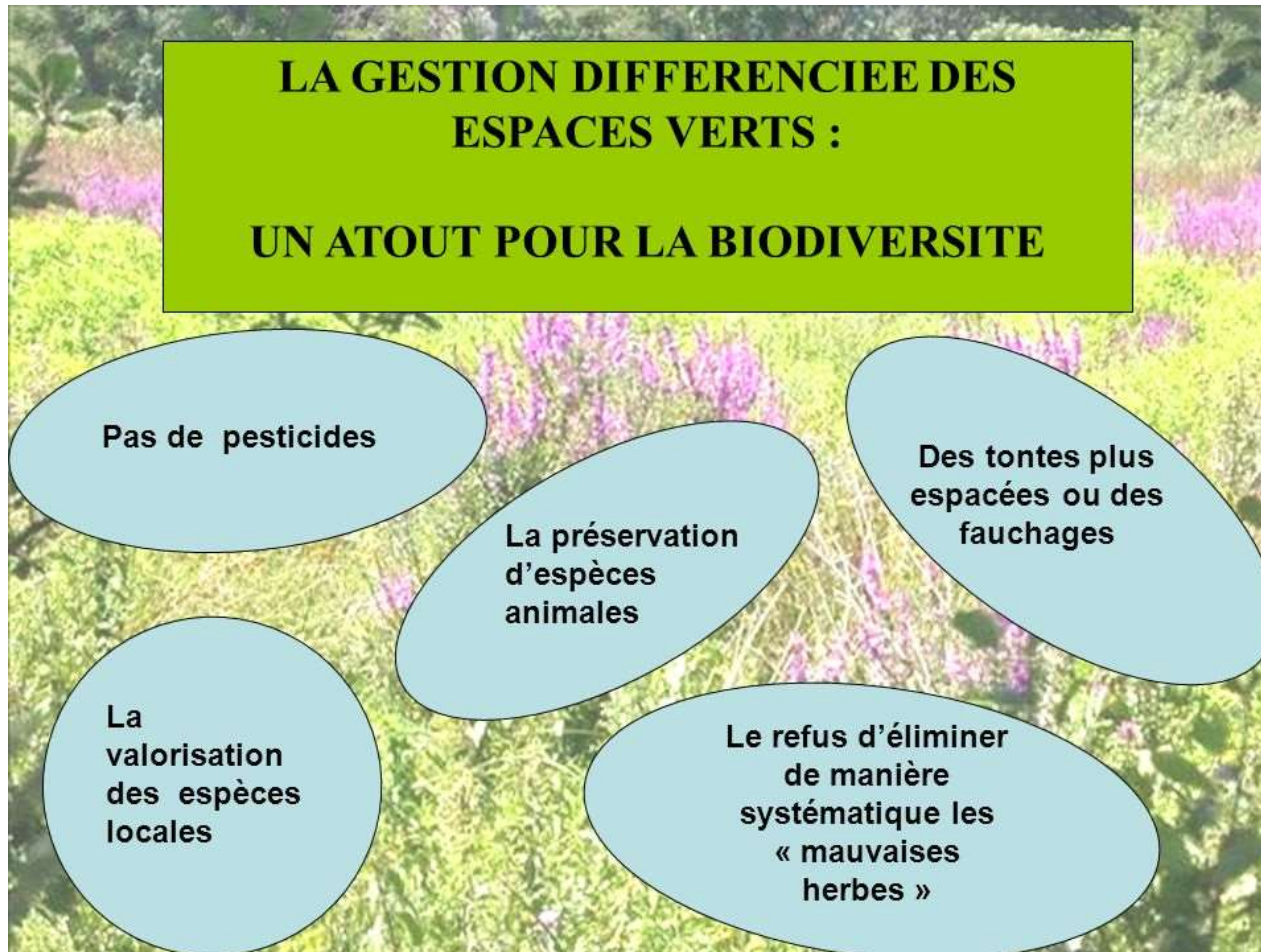 LA GESTION DIFFERENCIEE DES
ESPACES VERTS :
UN ATOUT POUR LA BIODIVERSITE
Pas de pesticides
Des tontes plus
espacées ou des
fauchages
La préservation
d’espèces
animales
La
valorisation
des espèces
locales
Le refus d’éliminer
de manière
systématique les
« mauvaises
herbes »